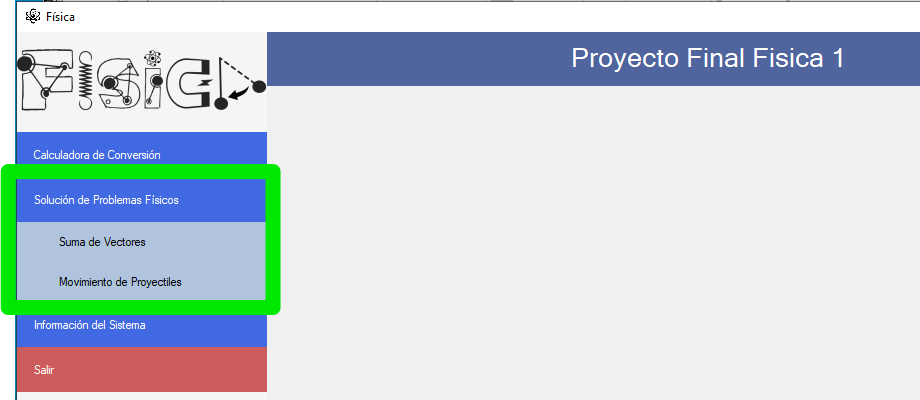 Física
FISICA
Proyecto Final Fisica 1
Calculadora de Conversión
Solución de Problemas Físicos
Suma de Vectores
Movimiento de Proyectiles
Información del Sistema
Salir